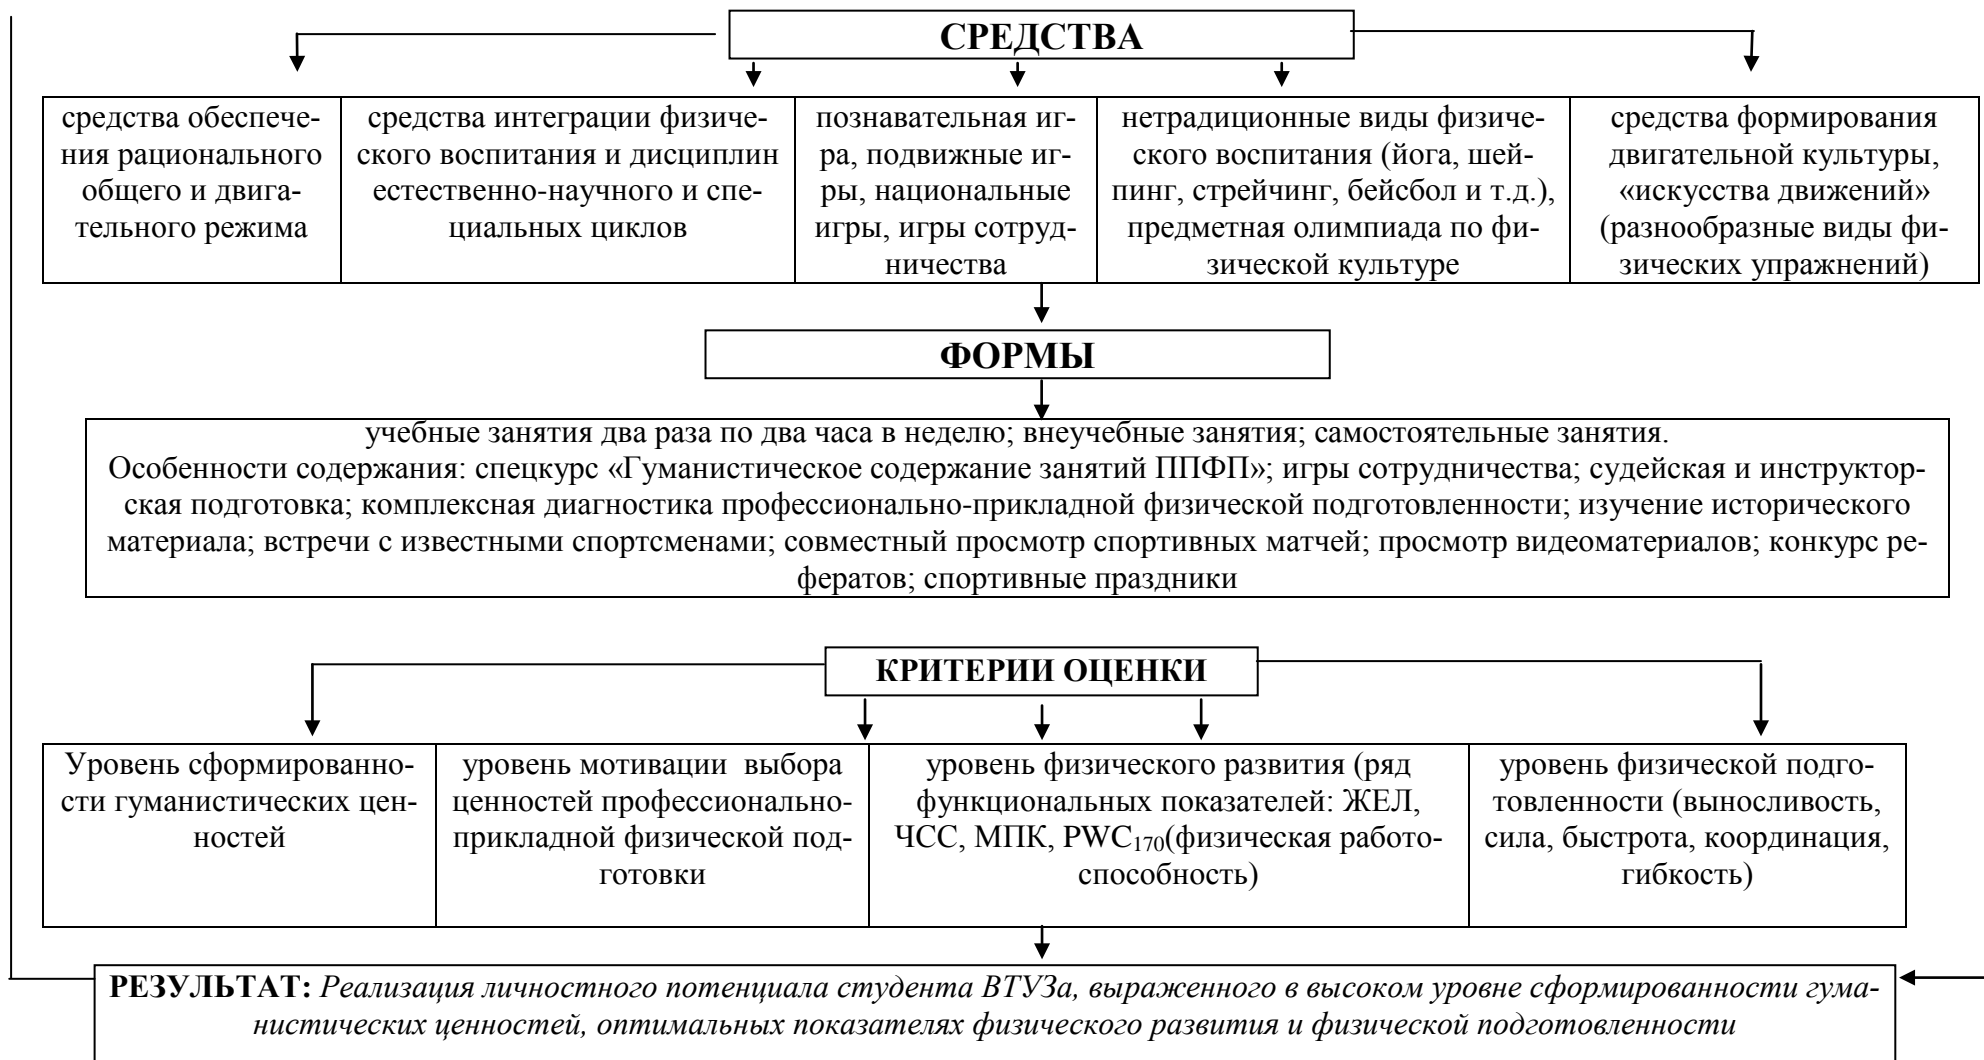 СРЕДСТВА
средства обеспече-
ния рационального
общего и двига-
тельного режима
средства интеграции физиче-
ского воспитания и дисциплин
естественно-научного и спе-
циальных циклов
познавательная иг-
ра, подвижные иг-
ры, национальные
игры, игры сотруд-
ничества
нетрадиционные виды физиче-
ского воспитания (йога, шей-
пинг, стрейчинг, бейсбол и т.д.),
предметная олимпиада по фи-
зической культуре
средства формирования
двигательной культуры,
«искусства движений»
(разнообразные виды фи-
зических упражнений)
ФОРМЫ
учебные занятия два раза по два часа в неделю; внеучебные занятия; самостоятельные занятия.
Особенности содержания: спецкурс «Гуманистическое содержание занятий ППФП»; игры сотрудничества; судейская и инструктор-
ская подготовка; комплексная диагностика профессионально-прикладной физической подготовленности; изучение исторического
материала; встречи с известными спортсменами; совместный просмотр спортивных матчей; просмотр видеоматериалов; конкурс ре-
фератов; спортивные праздники
КРИТЕРИИ ОЦЕНКИ
Уровень сформированно-
сти гуманистических цен-
ностей
уровень мотивации выбора
ценностей профессионально-
прикладной физической под-
готовки
уровень физического развития (ряд
функциональных показателей: ЖЕЛ,
ЧСС, МПК, PWC₁₇₀(физическая работо-
способность)
уровень физической подго-
товленности (выносливость,
сила, быстрота, координация,
гибкость)
РЕЗУЛЬТАТ: Реализация личностного потенциала студента ВТУЗа, выраженного в высоком уровне сформированности гума-
нистических ценностей, оптимальных показателях физического развития и физической подготовленности